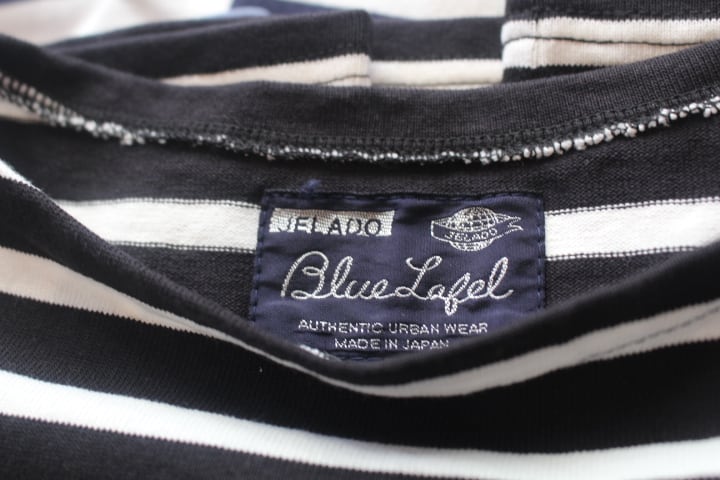 JELADO
JELADO
Blue Lafel
AUTHENTIC URBAN WEAR
MADE IN JAPAN